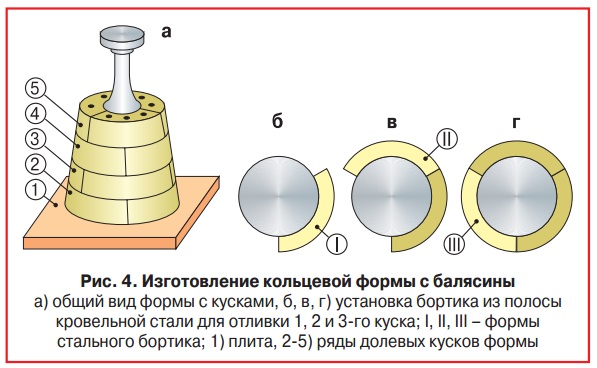 а
5
4
3
2
1
б
в
г
I
II
III
Рис. 4. Изготовление кольцевой формы с балясины
а) общий вид формы с кусками, б, в, г) установка бортика из полосы
кровельной стали для отливки 1, 2 и 3-го куска; I, II, III – формы
стального бортика; 1) плита, 2-5) ряды долевых кусков формы